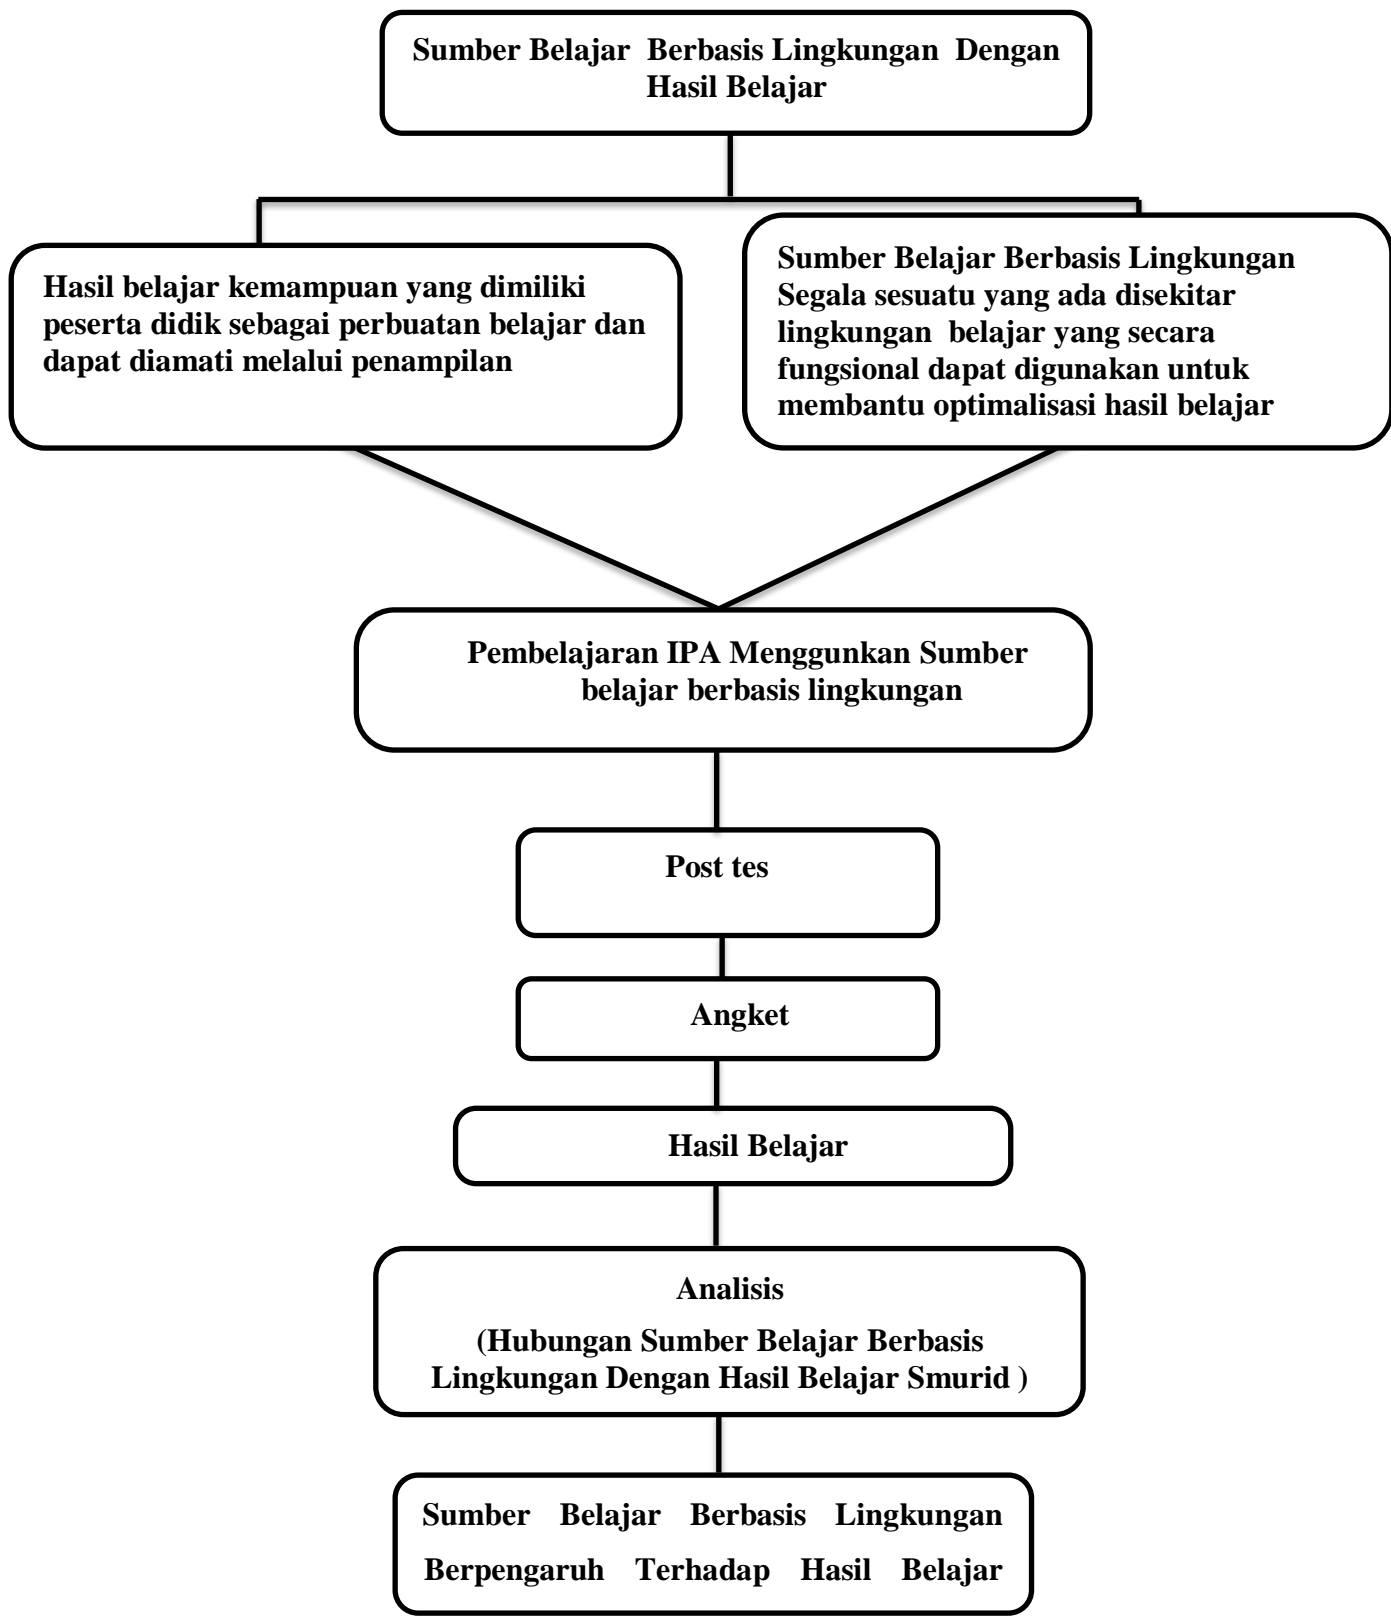 Sumber Belajar Berbasis Lingkungan Dengan
Hasil Belajar
Hasil belajar kemampuan yang dimiliki
peserta didik sebagai perbuatan belajar dan
dapat diamati melalui penampilan
Sumber Belajar Berbasis Lingkungan
Segala sesuatu yang ada disekitar
lingkungan belajar yang secara
fungsional dapat digunakan untuk
membantu optimalisasi hasil belajar
Pembelajaran IPA Menggunkan Sumber
belajar berbasis lingkungan
Post tes
Angket
Hasil Belajar
Analisis
(Hubungan Sumber Belajar Berbasis
Lingkungan Dengan Hasil Belajar Smurid )
Sumber Belajar Berbasis Lingkungan
Berpengaruh Terhadap Hasil Belajar